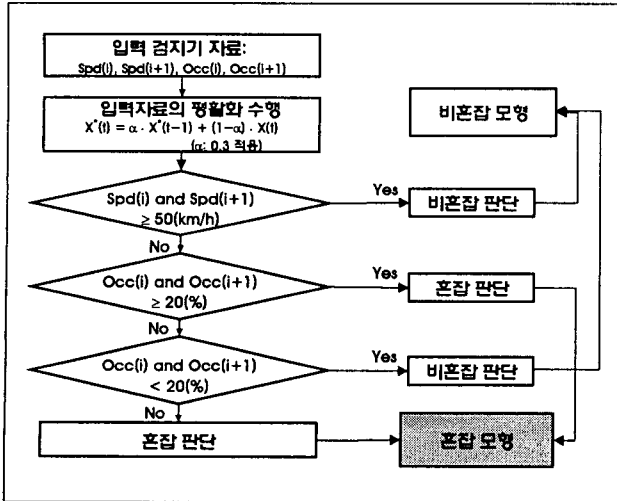 입력 검지기 자료:
Spd(i), Spd(i+1), Occ(i), Occ(i+1)
입력자료의 평활화 수행
X*(t) = α · X*(t-1) + (1-α) · X(t)
(α: 0.3 적용)
비혼잡 모형
Spd(i) and Spd(i+1)
≥ 50(km/h)
Yes
비혼잡 판단
No
Occ(i) and Occ(i+1)
≥ 20(%)
Yes
혼잡 판단
No
Occ(i) and Occ(i+1)
< 20(%)
Yes
비혼잡 판단
No
혼잡 판단
혼잡 모형